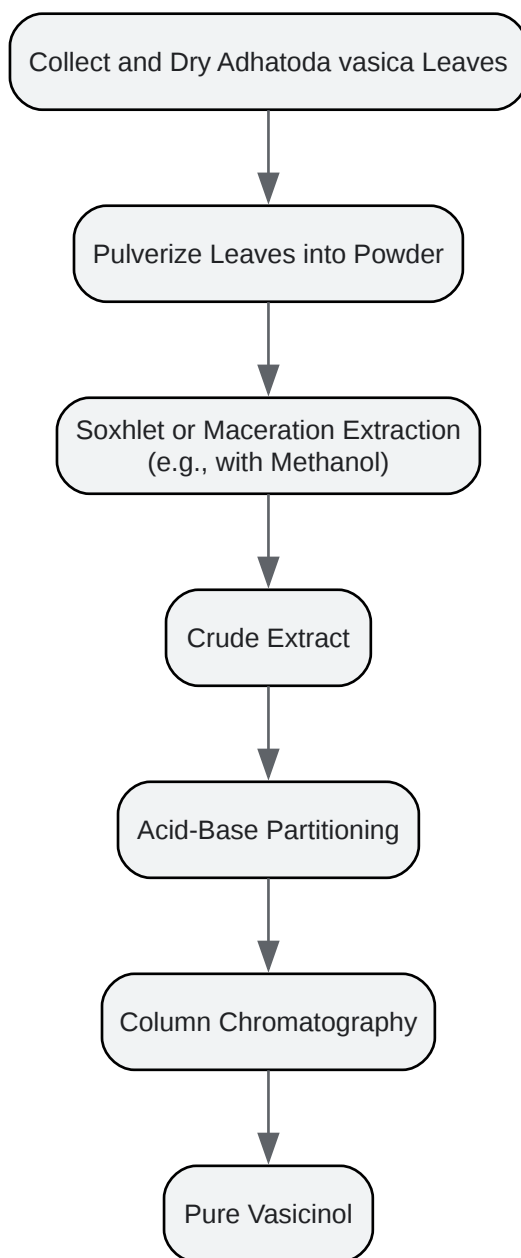 Collect and Dry Adhatoda vasica Leaves
Pulverize Leaves into Powder
Soxhlet or Maceration Extraction
(e.g., with Methanol)
Crude Extract
Acid-Base Partitioning
Column Chromatography
Pure Vasicinol